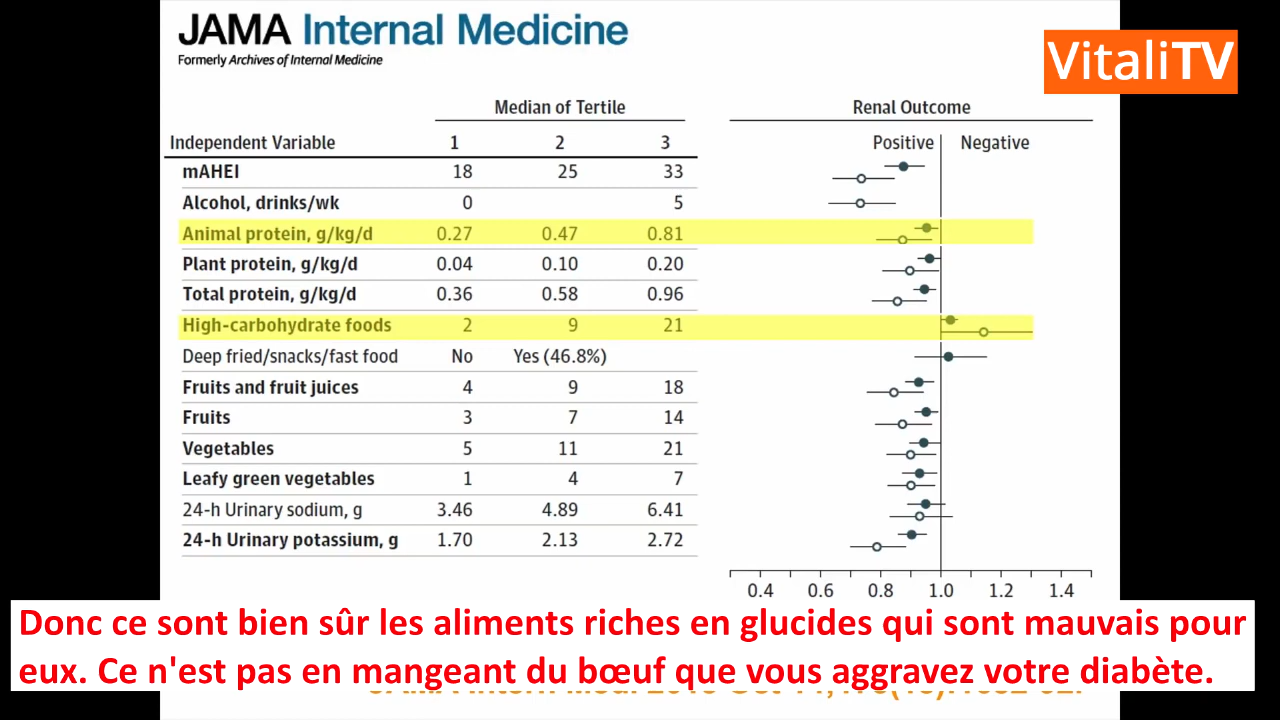 JAMA Internal Medicine
Formerly Archives of Internal Medicine
VitaliTV
Median of Tertile Renal Outcome
Independent Variable 1 2 3 Positive Negative
mAHEI 18 25 33
Alcohol, drinks/wk 0 5
Animal protein, g/kg/d 0.27 0.47 0.81
Plant protein, g/kg/d 0.04 0.10 0.20
Total protein, g/kg/d 0.36 0.58 0.96
High-carbohydrate foods 2 9 21
Deep fried/snacks/fast food No Yes (46.8%)
Fruits and fruit juices 4 9 18
Fruits 3 7 14
Vegetables 5 11 21
Leafy green vegetables 1 4 7
24-h Urinary sodium, g 3.46 4.89 6.41
24-h Urinary potassium, g 1.70 2.13 2.72
0.4 0.6 0.8 1.0 1.2 1.4
Donc ce sont bien sûr les aliments riches en glucides qui sont mauvais pour
eux. Ce n'est pas en mangeant du bœuf que vous aggravez votre diabète.